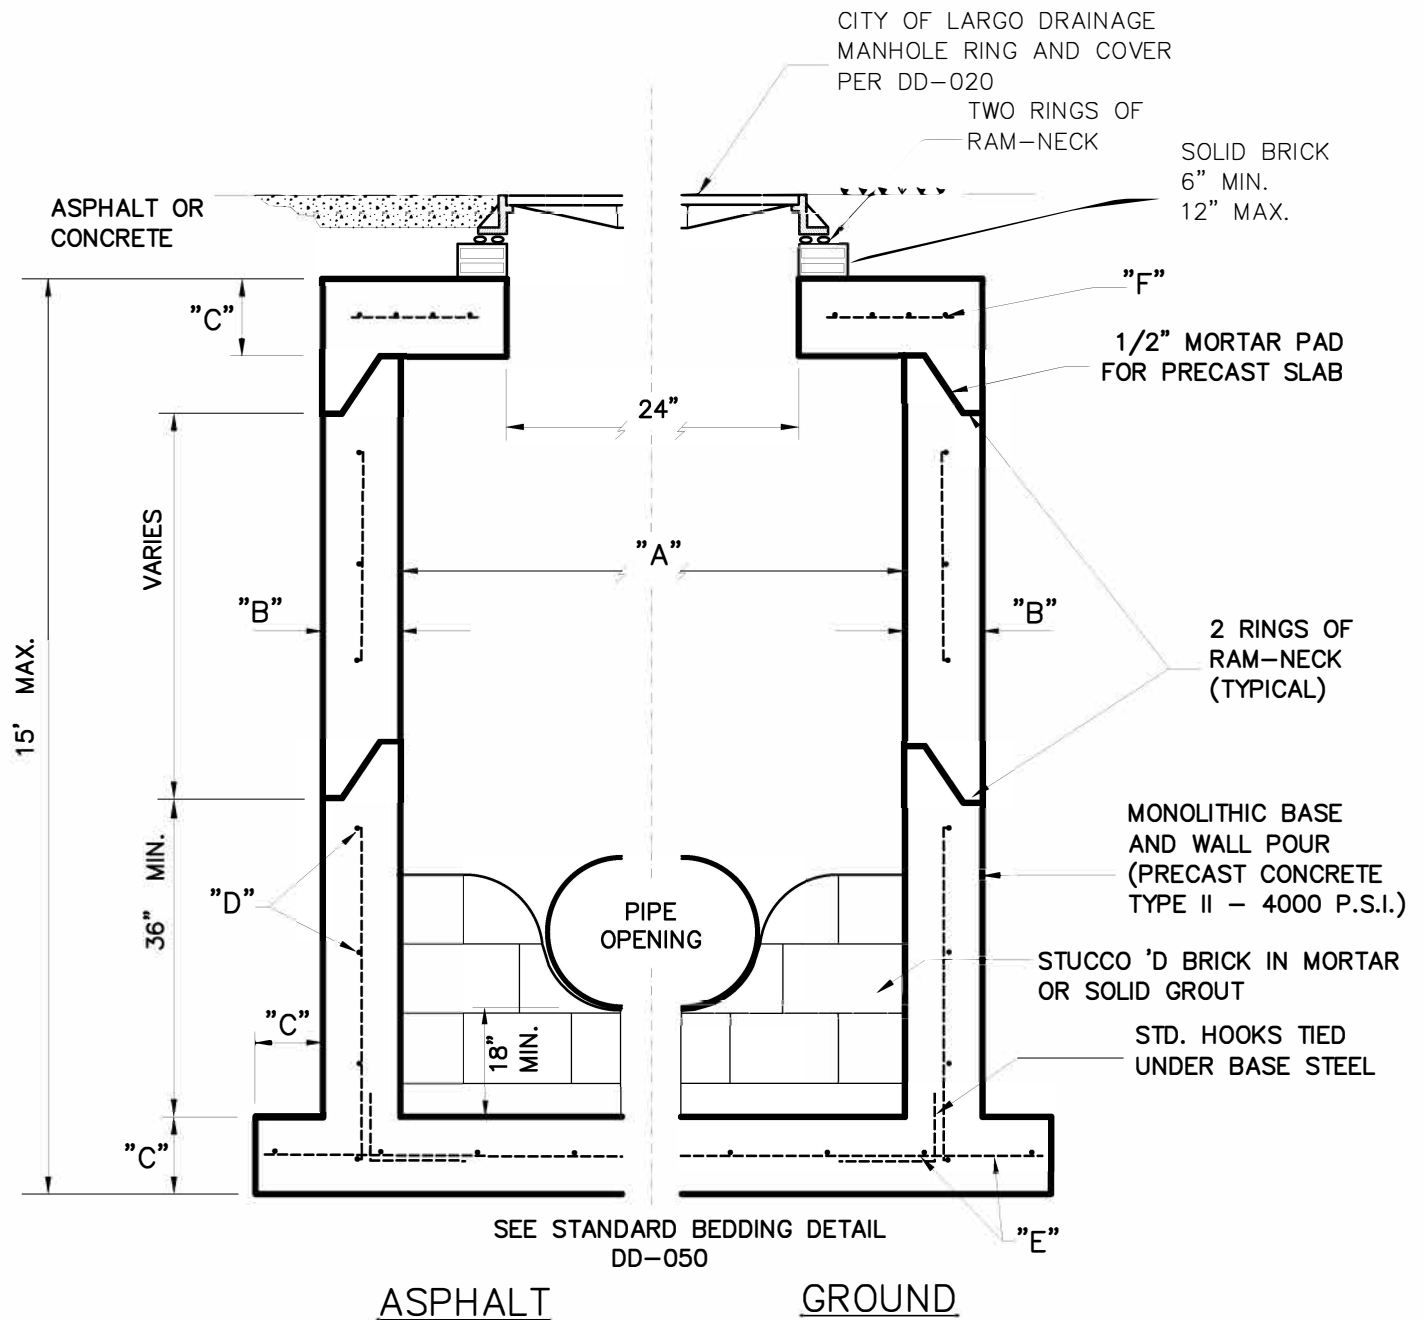 CITY OF LARGO DRAINAGE
MANHOLE RING AND COVER
PER DD-020
TWO RINGS OF
RAM-NECK
SOLID BRICK
6" MIN.
12" MAX.
ASPHALT OR
CONCRETE
"C"
"F"
1/2" MORTAR PAD
FOR PRECAST SLAB
24"
VARIES
"A"
"B"
"B"
2 RINGS OF
RAM-NECK
(TYPICAL)
15' MAX.
36" MIN.
MONOLITHIC BASE
AND WALL POUR
(PRECAST CONCRETE
TYPE II - 4000 P.S.I.)
"D"
PIPE
OPENING
STUCCO 'D BRICK IN MORTAR
OR SOLID GROUT
"C"
18"
MIN.
STD. HOOKS TIED
UNDER BASE STEEL
"C"
SEE STANDARD BEDDING DETAIL
DD-050
"E"
ASPHALT
GROUND